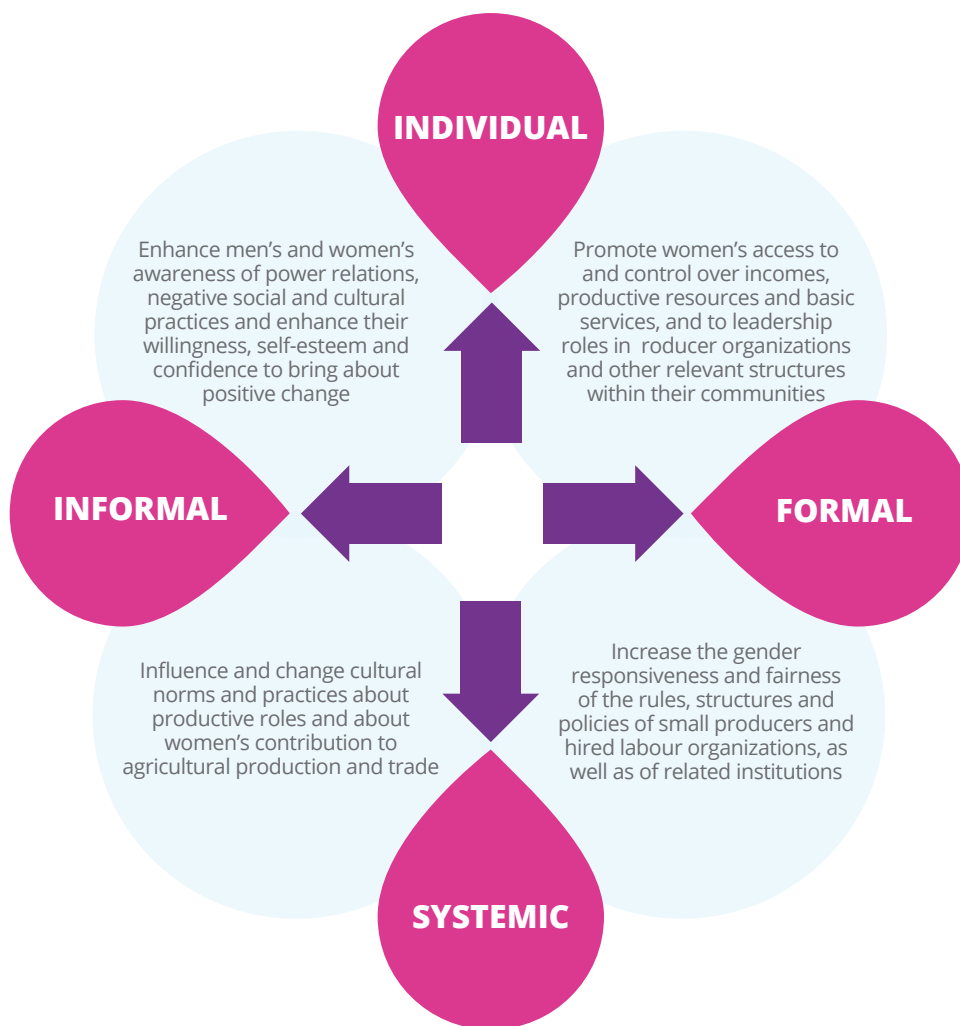 INDIVIDUAL
Enhance men’s and women’s
awareness of power relations,
negative social and cultural
practices and enhance their
willingness, self-esteem and
confidence to bring about
positive change
Promote women’s access to
and control over incomes,
productive resources and basic
services, and to leadership
roles in  roducer organizations
and other relevant structures
within their communities
INFORMAL
FORMAL
Influence and change cultural
norms and practices about
productive roles and about
women’s contribution to
agricultural production and trade
Increase the gender
responsiveness and fairness
of the rules, structures and
policies of small producers and
hired labour organizations, as
well as of related institutions
SYSTEMIC